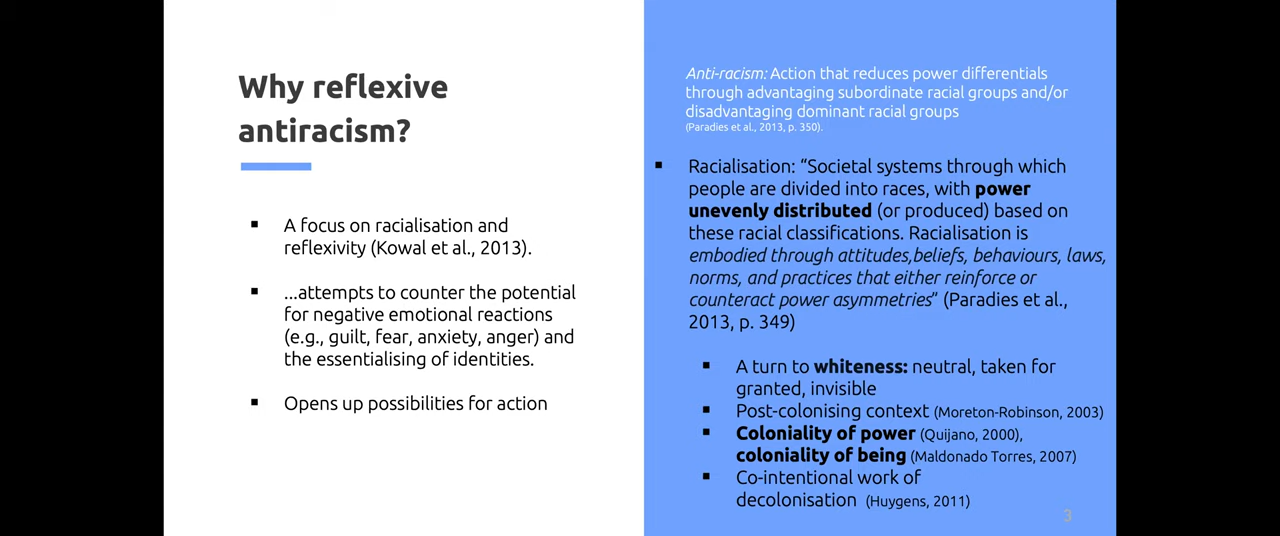 Why reflexive
antiracism?
▪ A focus on racialisation and
reflexivity (Kowal et al., 2013).
▪ ...attempts to counter the potential
for negative emotional reactions
(e.g., guilt, fear, anxiety, anger) and
the essentialising of identities.
▪ Opens up possibilities for action
Anti-racism: Action that reduces power differentials
through advantaging subordinate racial groups and/or
disadvantaging dominant racial groups
(Paradies et al., 2013, p. 350).
▪ Racialisation: “Societal systems through which
people are divided into races, with power
unevenly distributed (or produced) based on
these racial classifications. Racialisation is
embodied through attitudes,beliefs, behaviours, laws,
norms, and practices that either reinforce or
counteract power asymmetries” (Paradies et al.,
2013, p. 349)
▪ A turn to whiteness: neutral, taken for
granted, invisible
▪ Post-colonising context (Moreton-Robinson, 2003)
▪ Coloniality of power (Quijano, 2000),
coloniality of being (Maldonado Torres, 2007)
▪ Co-intentional work of
decolonisation (Huygens, 2011)
3